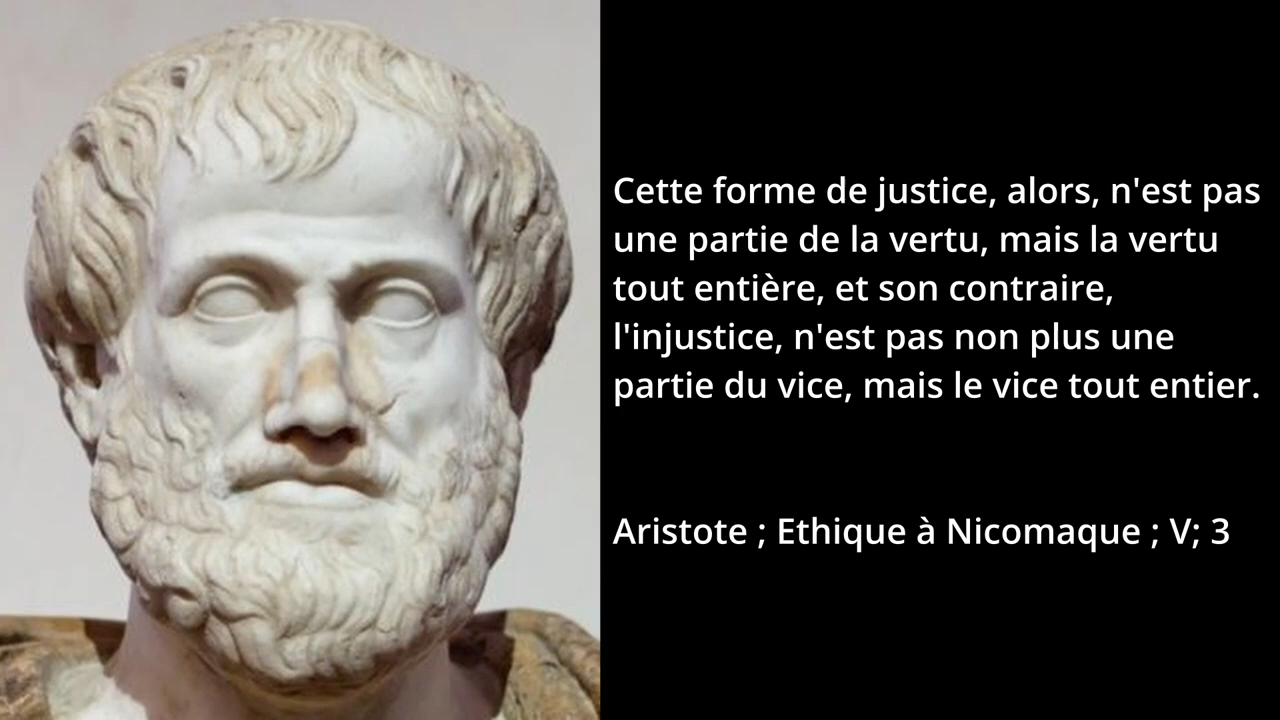 Cette forme de justice, alors, n'est pas
une partie de la vertu, mais la vertu
tout entière, et son contraire,
l'injustice, n'est pas non plus une
partie du vice, mais le vice tout entier.
Aristote ; Ethique à Nicomaque ; V; 3